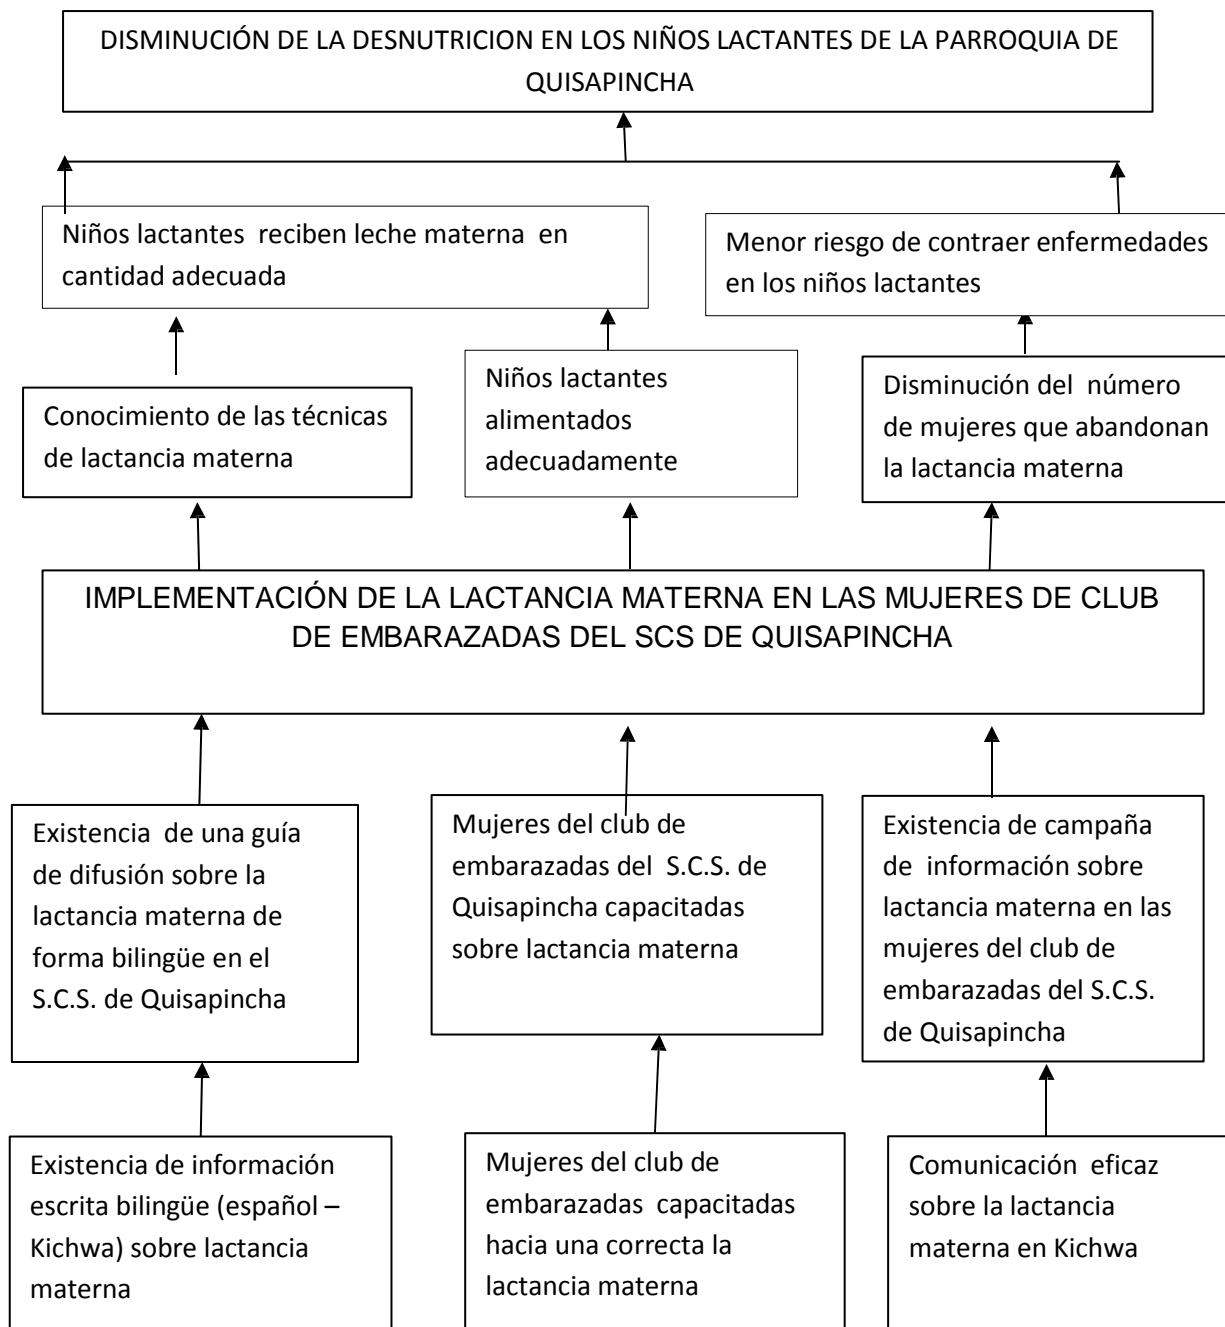 DISMINUCIÓN DE LA DESNUTRICION EN LOS NIÑOS LACTANTES DE LA PARROQUIA DE
QUISAPINCHA
Niños lactantes reciben leche materna en
cantidad adecuada
Menor riesgo de contraer enfermedades
en los niños lactantes
Conocimiento de las técnicas
de lactancia materna
Niños lactantes
alimentados
adecuadamente
Disminución del número
de mujeres que abandonan
la lactancia materna
IMPLEMENTACIÓN DE LA LACTANCIA MATERNA EN LAS MUJERES DE CLUB
DE EMBARAZADAS DEL SCS DE QUISAPINCHA
Existencia de una guía
de difusión sobre la
lactancia materna de
forma bilingüe en el
S.C.S. de Quisapincha
Mujeres del club de
embarazadas del S.C.S. de
Quisapincha capacitadas
sobre lactancia materna
Existencia de campaña
de información sobre
lactancia materna en las
mujeres del club de
embarazadas del S.C.S.
de Quisapincha
Existencia de información
escrita bilingüe (español –
Kichwa) sobre lactancia
materna
Mujeres del club de
embarazadas capacitadas
hacia una correcta la
lactancia materna
Comunicación eficaz
sobre la lactancia
materna en Kichwa